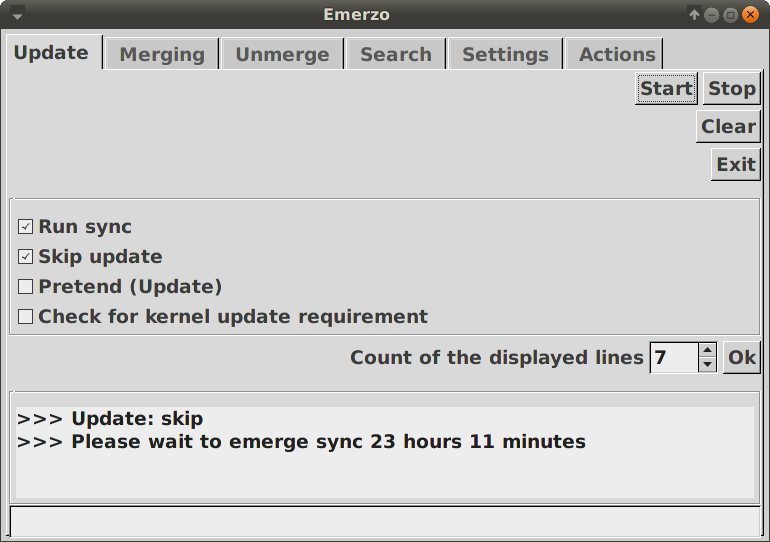 Emerzo
Update Merging Unmerge Search Settings Actions
Start Stop
Clear
Exit
Run sync
Skip update
Pretend (Update)
Check for kernel update requirement
Count of the displayed lines 7 Ok
>>> Update: skip
>>> Please wait to emerge sync 23 hours 11 minutes